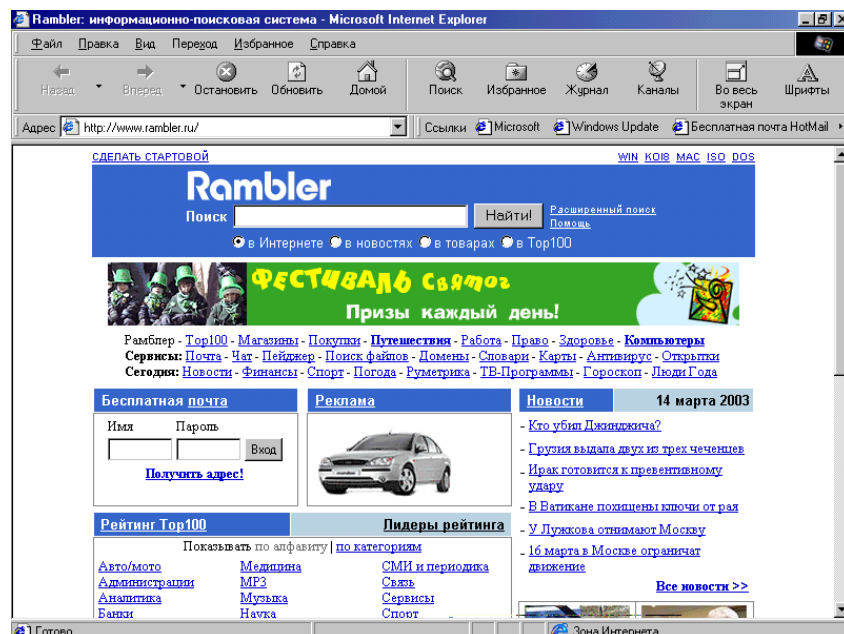 Rambler: информационно-поисковая система - Microsoft Internet Explorer
Файл Правка Вид Переход Избранное Справка
Назад Вперед Остановить Обновить Домой Поиск Избранное Журнал Каналы Во весь экран Шрифты
Адрес http://www.rambler.ru/ Ссылки Microsoft Windows Update Бесплатная почта HotMail
СДЕЛАТЬ СТАРТОВОЙ WIN KOI8 MAC ISO DOS
Rambler
Поиск Найти! Расширенный поиск
Помощь
в Интернете в новостях в товарах в Top100
ФЕСТИВАЛЬ Святог
Призы каждый день!
Рамблер - Top100 - Магазины - Покупки - Путешествия - Работа - Право - Здоровье - Компьютеры
Сервисы: Почта - Чат - Пейджер - Поиск файлов - Домены - Словари - Карты - Антивирус - Открытки
Сегодня: Новости - Финансы - Спорт - Погода - Руметрика - ТВ-Программы - Гороскоп - Люди Года
Бесплатная почта
Имя Пароль
Вход
Получить адрес!
Реклама
Новости 14 марта 2003
- Кто убил Джинджича?
- Грузия выдала двух из трех чеченцев
- Ирак готовится к превентивному
удару
- В Ватикане похищены ключи от рая
- У Лужкова отнимают Москву
- 16 марта в Москве ограничат
движение
Все новости >>
Рейтинг Top100 Лидеры рейтинга
Показывать по алфавиту | по категориям
Авто/мото Медицина СМИ и периодика
Администрации MP3 Связь
Аналитика Музыка Сервисы
Банки Наука Спорт
Готово Зона Интернета